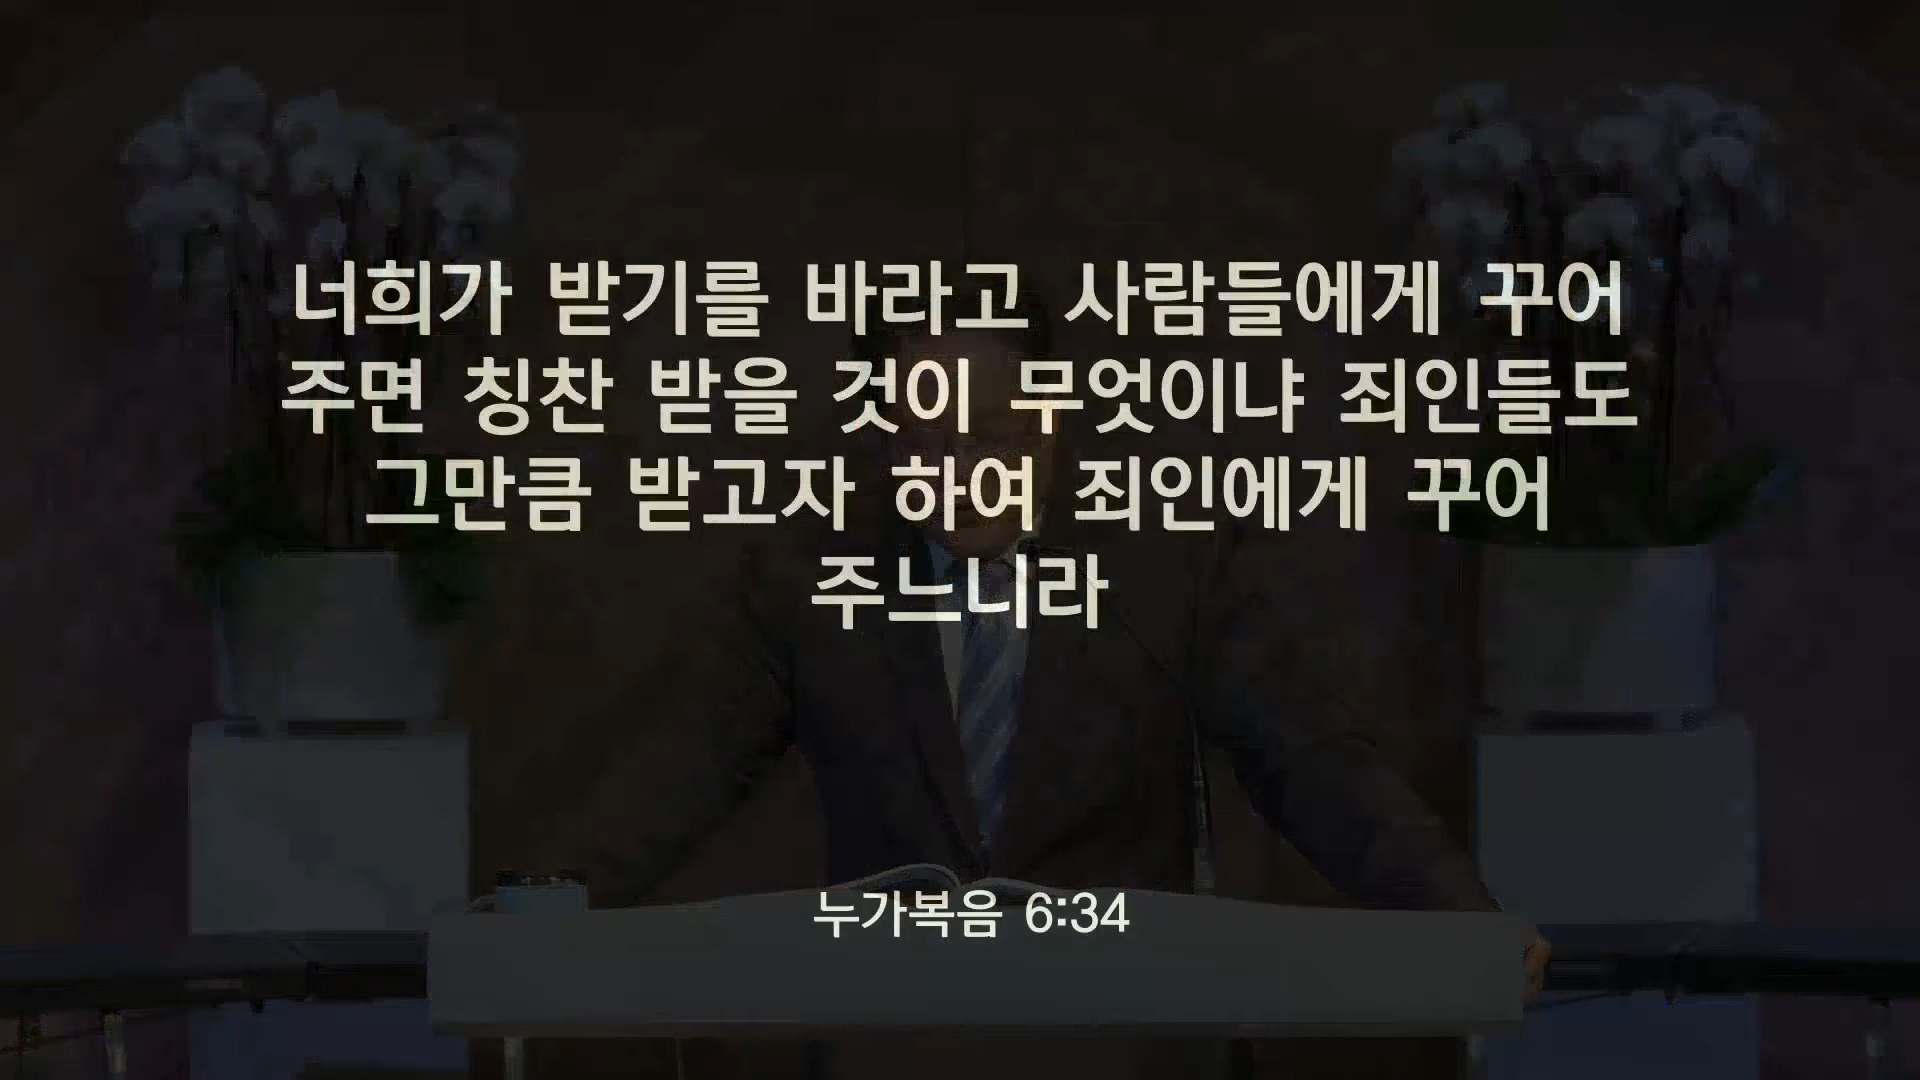 너희가 받기를 바라고 사람들에게 꾸어
주면 칭찬 받을 것이 무엇이냐 죄인들도
그만큼 받고자 하여 죄인에게 꾸어
주느니라
누가복음 6:34